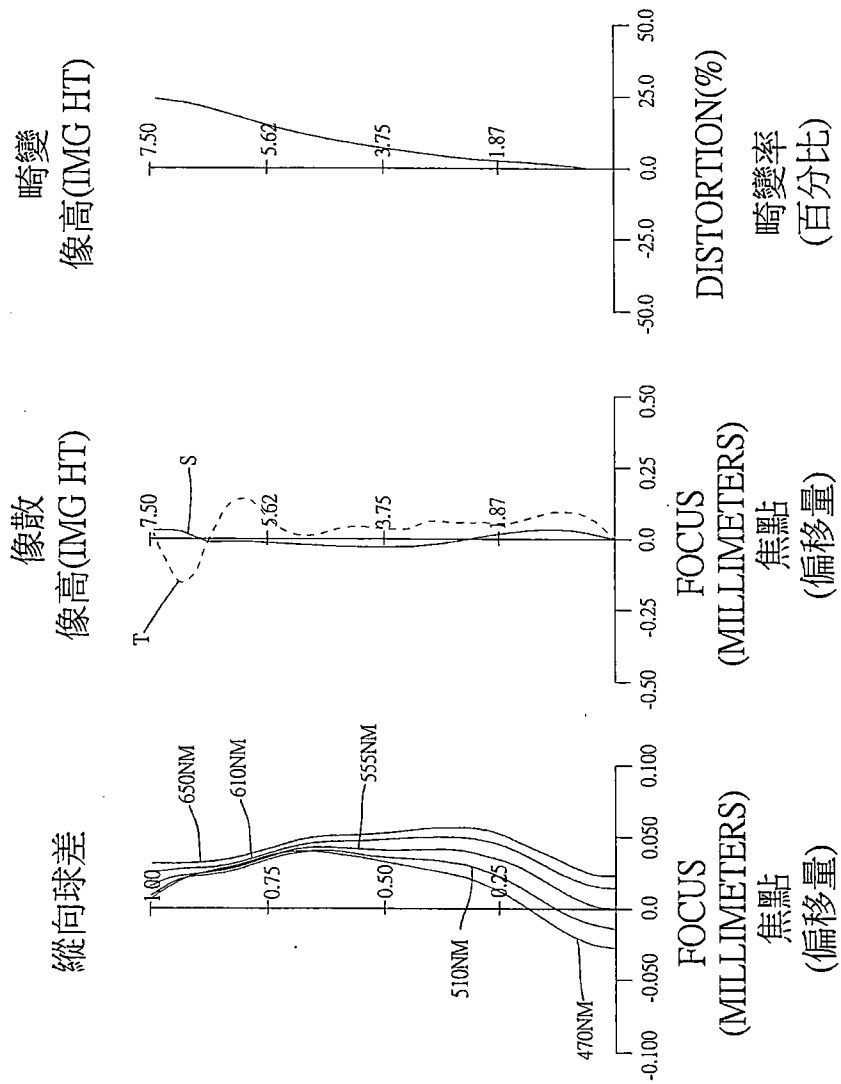 縱向球差
1.00
0.75
0.50
0.25
650NM
610NM
555NM
510NM
470NM
-0.100
-0.050
0.0
0.050
0.100
FOCUS
(MILLIMETERS)
焦點
(偏移量)
像散
像高(IMG HT)
7.50
5.62
3.75
1.87
T
S
-0.50
-0.25
0.0
0.25
0.50
FOCUS
(MILLIMETERS)
焦點
(偏移量)
畸變
像高(IMG HT)
7.50
5.62
3.75
1.87
-50.0
-25.0
0.0
25.0
50.0
DISTORTION(%)
畸變率
(百分比)